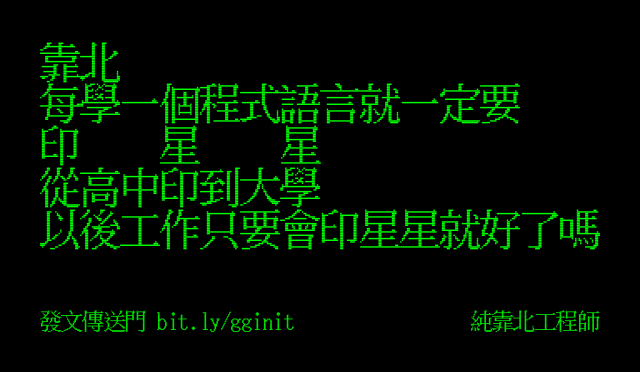 靠北
每學一個程式語言就一定要
印　　星　　星
從高中印到大學
以後工作只要會印星星就好了嗎
發文傳送門 bit.ly/gginit
純靠北工程師